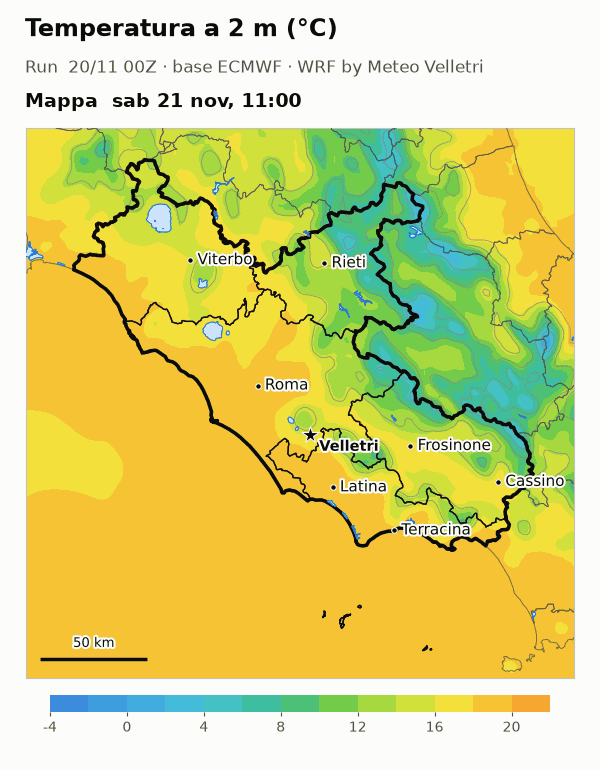 Temperatura a 2 m (°C)
Run  20/11 00Z · base ECMWF · WRF by Meteo Velletri
Mappa  sab 21 nov, 11:00
Viterbo
Rieti
Roma
Velletri
Frosinone
Latina
Cassino
Terracina
50 km
-4 0 4 8 12 16 20